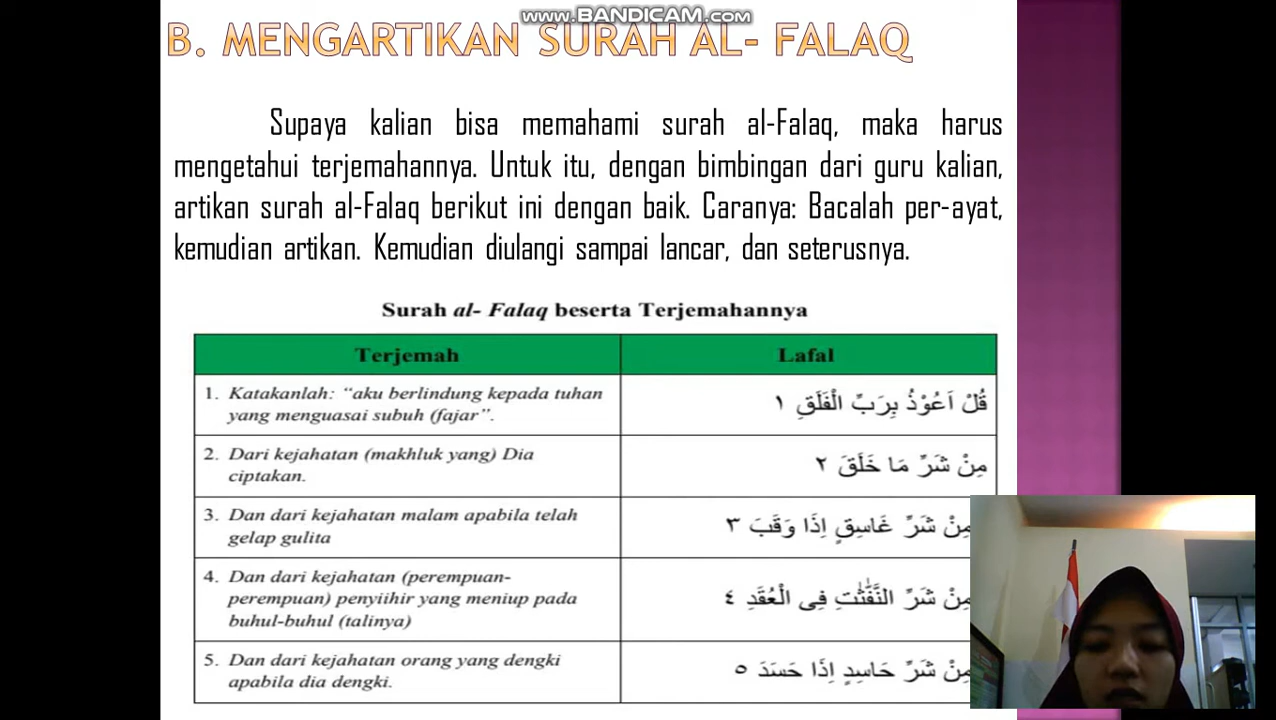 www.BANDICAM.com
B. MENGARTIKAN SURAH AL- FALAQ
Supaya kalian bisa memahami surah al-Falaq, maka harus
mengetahui terjemahannya. Untuk itu, dengan bimbingan dari guru kalian,
artikan surah al-Falaq berikut ini dengan baik. Caranya: Bacalah per-ayat,
kemudian artikan. Kemudian diulangi sampai lancar, dan seterusnya.
Surah al- Falaq beserta Terjemahannya
Terjemah
Lafal
1. Katakanlah: “aku berlindung kepada tuhan
yang menguasai subuh (fajar”.
قُلْ اَعُوْذُ بِرَبِّ الْفَلَقِ ١
2. Dari kejahatan (makhluk yang) Dia
ciptakan.
مِنْ شَرِّ مَا خَلَقَ ٢
3. Dan dari kejahatan malam apabila telah
gelap gulita
مِنْ شَرِّ غَاسِقٍ اِذَا وَقَبَ ٣
4. Dan dari kejahatan (perempuan-
perempuan) penyiihir yang meniup pada
buhul-buhul (talinya)
مِنْ شَرِّ النَّفّٰثٰتِ فِى الْعُقَدِ ٤
5. Dan dari kejahatan orang yang dengki
apabila dia dengki.
مِنْ شَرِّ حَاسِدٍ اِذَا حَسَدَ ٥